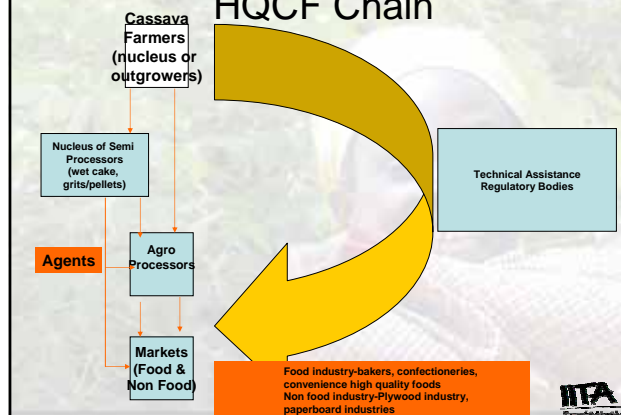 HQCF Chain
Cassava
Farmers
(nucleus or
outgrowers)
Nucleus of Semi
Processors
(wet cake,
grits/pellets)
Technical Assistance
Regulatory Bodies
Agents
Agro
Processors
Markets
(Food &
Non Food)
Food industry-bakers, confectioneries,
convenience high quality foods
Non food industry-Plywood industry,
paperboard industries
IITA